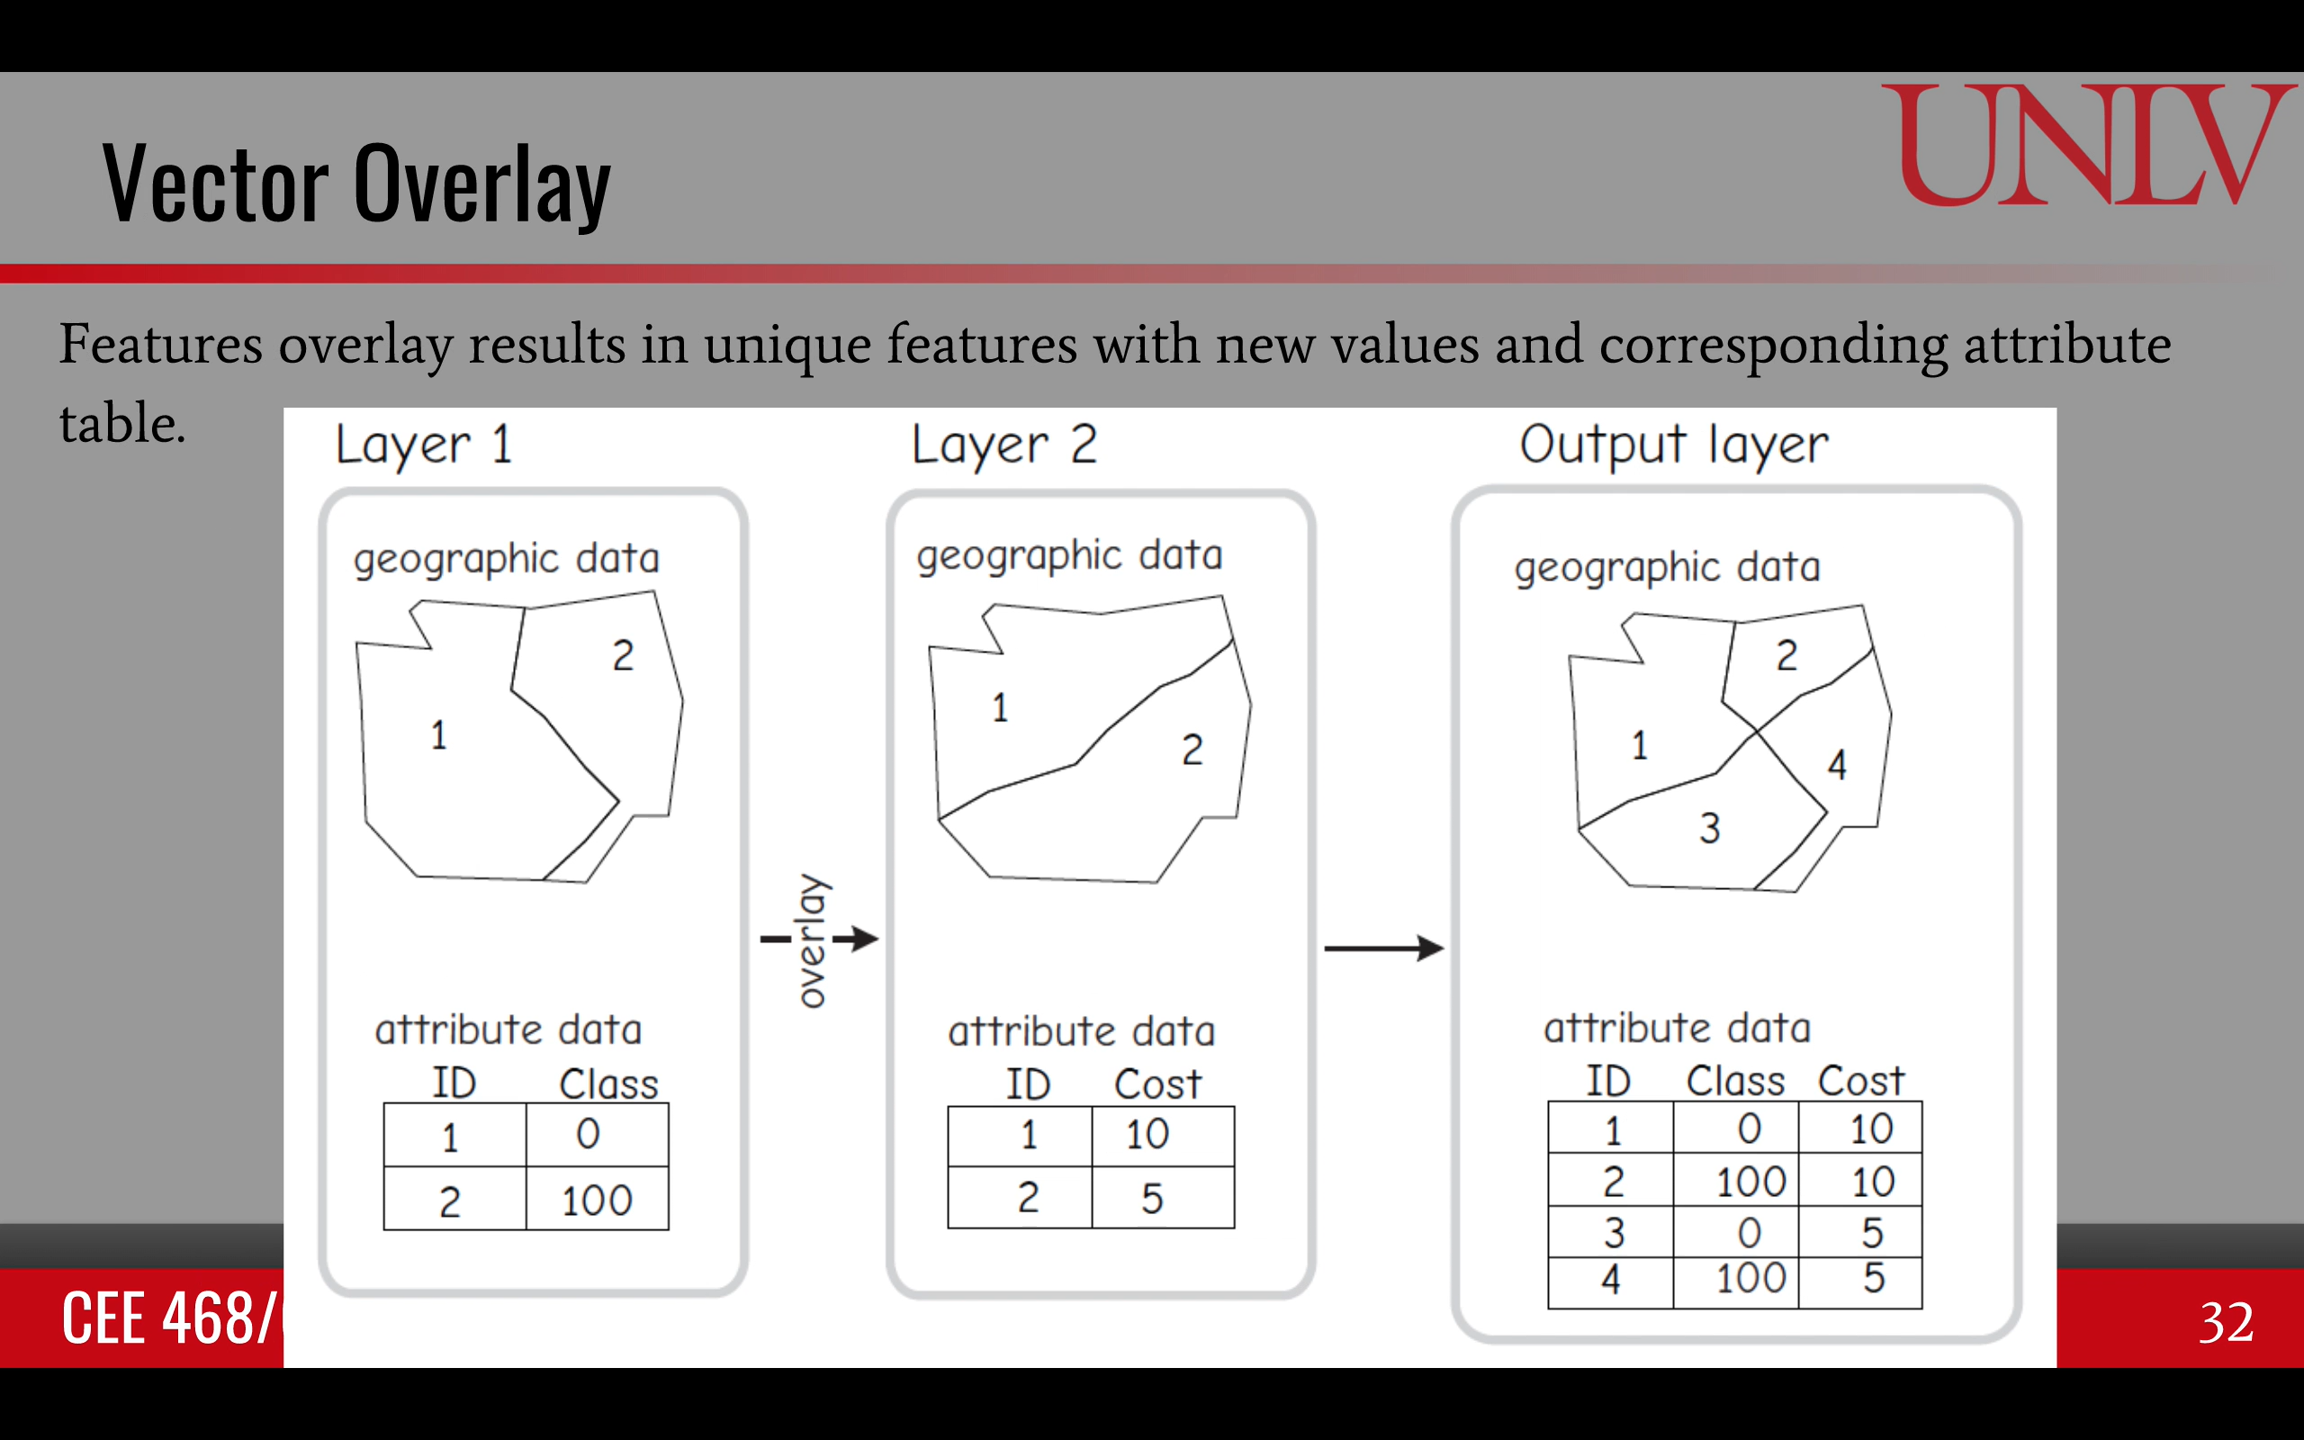 UNLV
Vector Overlay
Features overlay results in unique features with new values and corresponding attribute
table.
Layer 1
geographic data
1
2
attribute data
ID Class
1 0
2 100
overlay
Layer 2
geographic data
1
2
attribute data
ID Cost
1 10
2 5
Output layer
geographic data
2
1
4
3
attribute data
ID Class Cost
1 0 10
2 100 10
3 0 5
4 100 5
CEE 468/
32